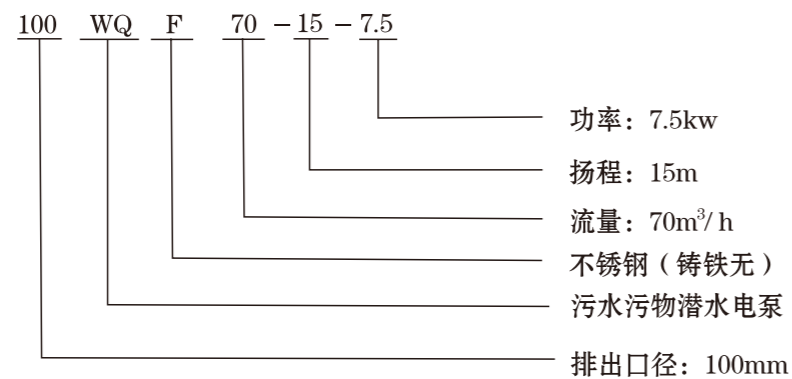 100 WQ F 70 - 15 - 7.5
功率：7.5kw
扬程：15m
流量：70m³/h
不锈钢（铸铁无）
污水污物潜水电泵
排出口径：100mm